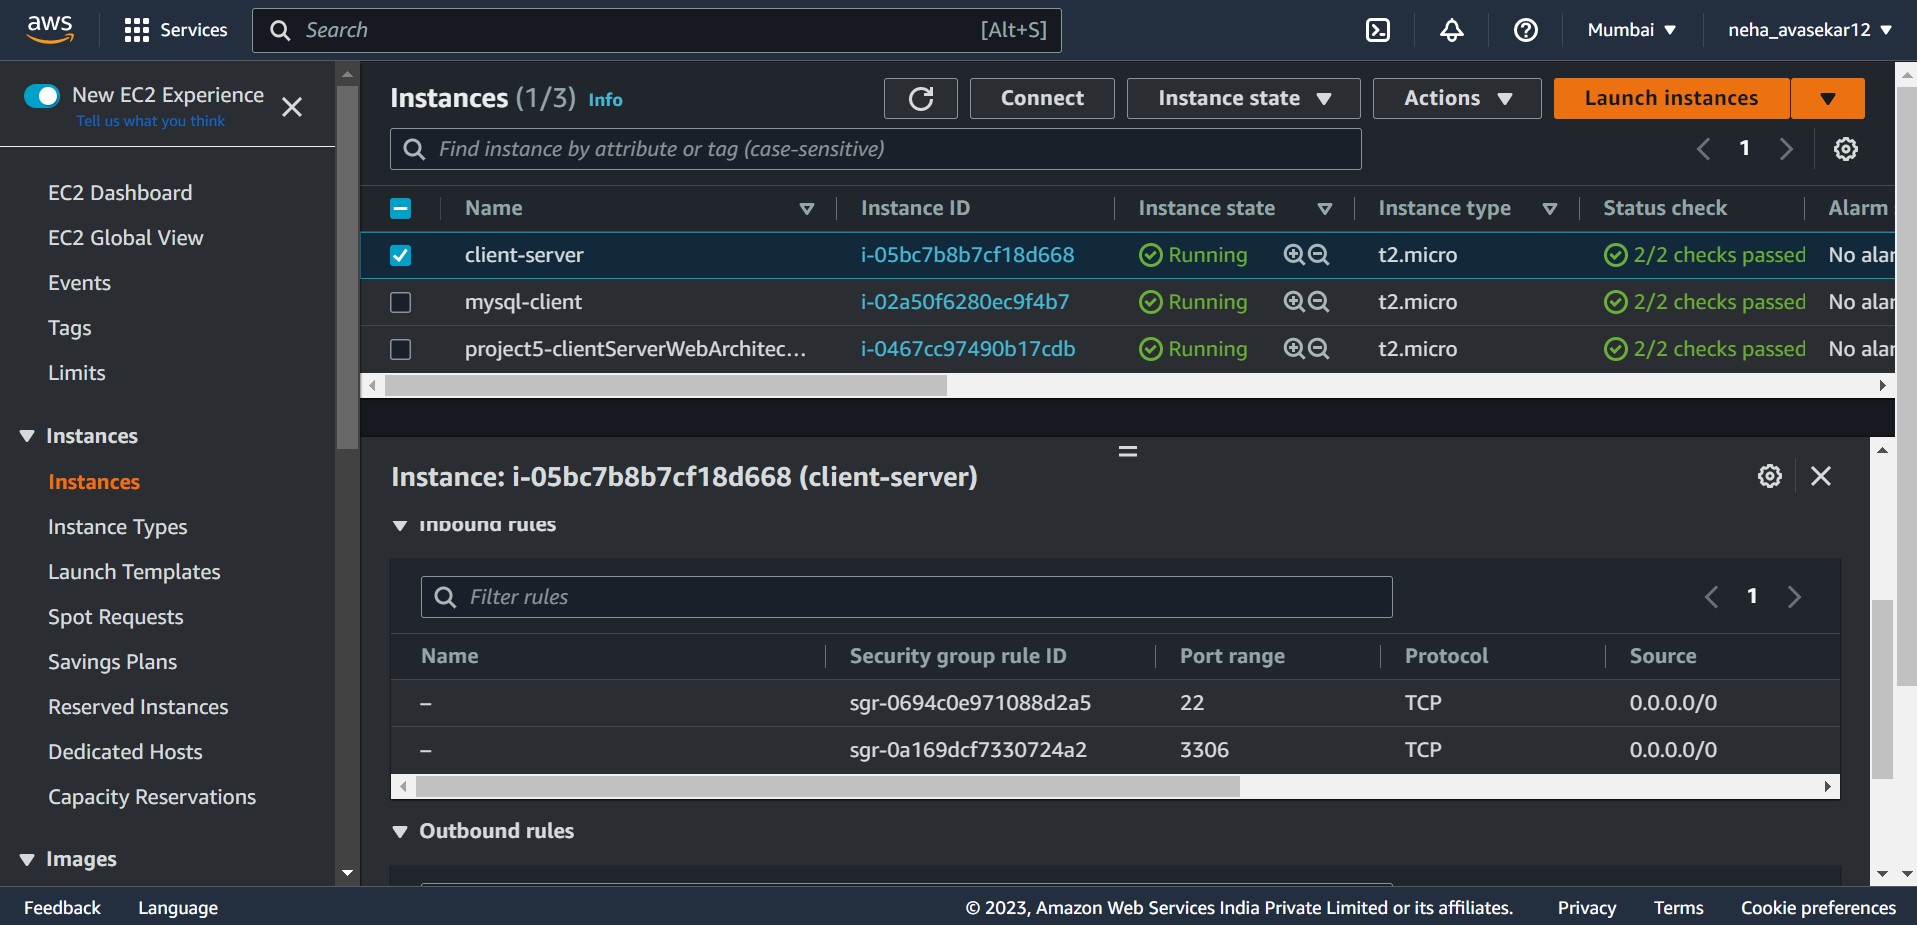 aws
Services
Search [Alt+S]
Mumbai
neha_avasekar12
New EC2 Experience
Tell us what you think
EC2 Dashboard
EC2 Global View
Events
Tags
Limits
Instances
Instances
Instance Types
Launch Templates
Spot Requests
Savings Plans
Reserved Instances
Dedicated Hosts
Capacity Reservations
Images
Instances (1/3) Info
Connect
Instance state
Actions
Launch instances
Find instance by attribute or tag (case-sensitive)
1
Name Instance ID Instance state Instance type Status check Alarm
client-server i-05bc7b8b7cf18d668 Running t2.micro 2/2 checks passed No alar
mysql-client i-02a50f6280ec9f4b7 Running t2.micro 2/2 checks passed No alar
project5-clientServerWebArchitec... i-0467cc97490b17cdb Running t2.micro 2/2 checks passed No alar
Instance: i-05bc7b8b7cf18d668 (client-server)
Inbound rules
Filter rules
1
Name Security group rule ID Port range Protocol Source
– sgr-0694c0e971088d2a5 22 TCP 0.0.0.0/0
– sgr-0a169dcf7330724a2 3306 TCP 0.0.0.0/0
Outbound rules
Feedback Language © 2023, Amazon Web Services India Private Limited or its affiliates. Privacy Terms Cookie preferences